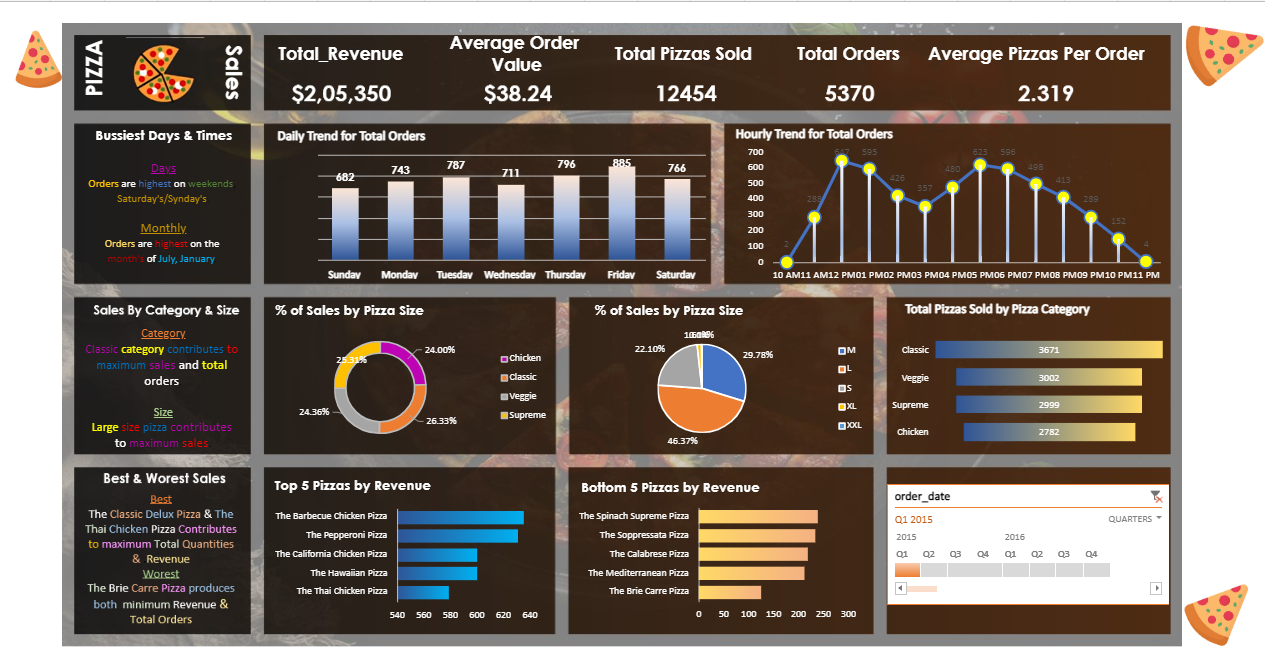 PIZZA
Sales
Total_Revenue
$2,05,350
Average Order
Value
$38.24
Total Pizzas Sold
12454
Total Orders
5370
Average Pizzas Per Order
2.319
Bussiest Days & Times
Days
Orders are highest on weekends
Saturday's/Synday's
Monthly
Orders are highest on the
month's of July, January
Daily Trend for Total Orders
682
743
787
711
796
885
766
Sunday
Monday
Tuesday
Wednesday
Thursday
Friday
Saturday
Hourly Trend for Total Orders
700
600
500
400
300
200
100
0
2
288
647
595
426
357
480
623
596
498
413
289
152
4
10 AM
11 AM
12 PM
01 PM
02 PM
03 PM
04 PM
05 PM
06 PM
07 PM
08 PM
09 PM
10 PM
11 PM
Sales By Category & Size
Category
Classic category contributes to
maximum sales and total
orders
Size
Large size pizza contributes
to maximum sales
% of Sales by Pizza Size
25.31%
24.00%
24.36%
26.33%
Chicken
Classic
Veggie
Supreme
% of Sales by Pizza Size
22.10%
29.78%
46.37%
M
L
S
XL
XXL
Total Pizzas Sold by Pizza Category
Classic
3671
Veggie
3002
Supreme
2999
Chicken
2782
Best & Worest Sales
Best
The Classic Delux Pizza & The
Thai Chicken Pizza Contributes
to maximum Total Quantities
& Revenue
Worest
The Brie Carre Pizza produces
both minimum Revenue &
Total Orders
Top 5 Pizzas by Revenue
The Barbecue Chicken Pizza
The Pepperoni Pizza
The California Chicken Pizza
The Hawaiian Pizza
The Thai Chicken Pizza
540 560 580 600 620 640
Bottom 5 Pizzas by Revenue
The Spinach Supreme Pizza
The Soppressata Pizza
The Calabrese Pizza
The Mediterranean Pizza
The Brie Carre Pizza
0 50 100 150 200 250 300
order_date
Q1 2015
QUARTERS
2015
2016
Q1 Q2 Q3 Q4 Q1 Q2 Q3 Q4